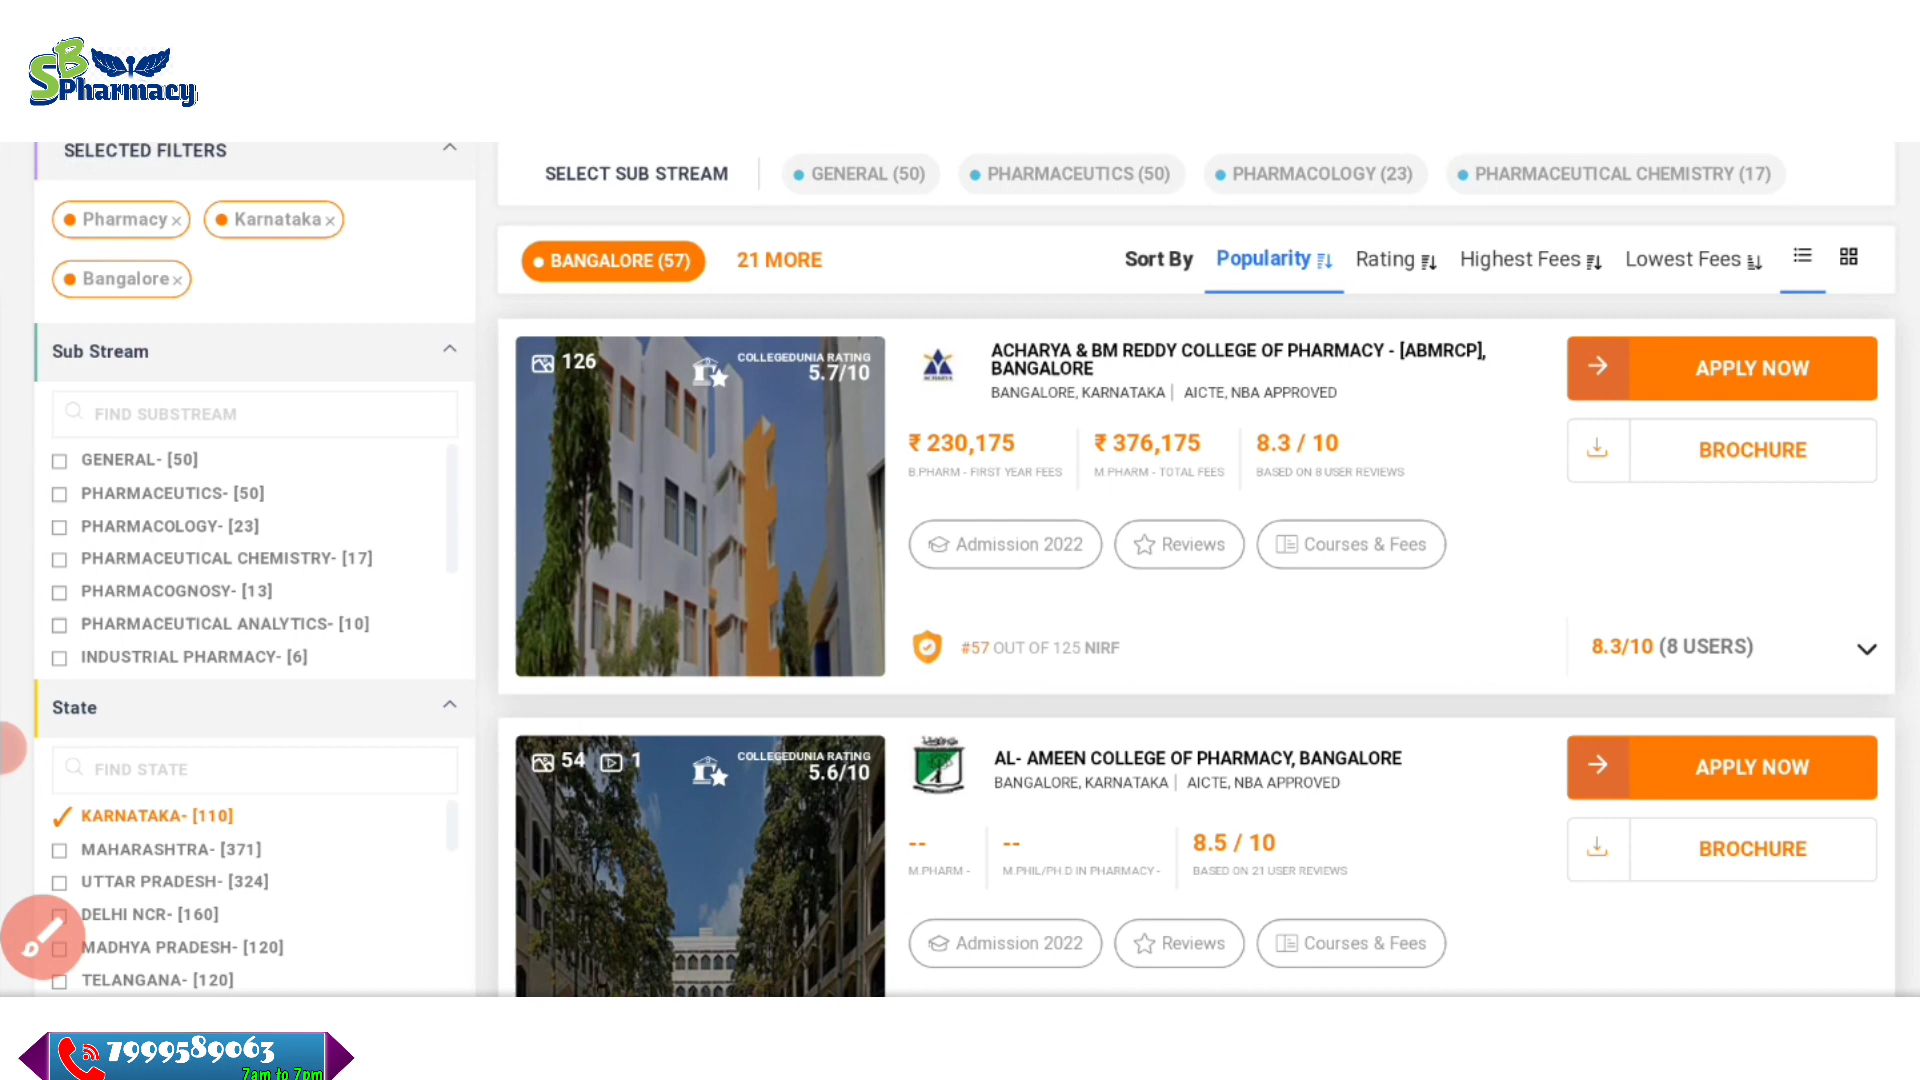 SB
Pharmacy
SELECTED FILTERS
Pharmacy ×
Karnataka ×
Bangalore ×
Sub Stream
FIND SUBSTREAM
GENERAL- [50]
PHARMACEUTICS- [50]
PHARMACOLOGY- [23]
PHARMACEUTICAL CHEMISTRY- [17]
PHARMACOGNOSY- [13]
PHARMACEUTICAL ANALYTICS- [10]
INDUSTRIAL PHARMACY- [6]
State
FIND STATE
KARNATAKA- [110]
MAHARASHTRA- [371]
UTTAR PRADESH- [324]
DELHI NCR- [160]
MADHYA PRADESH- [120]
TELANGANA- [120]
SELECT SUB STREAM
GENERAL (50)
PHARMACEUTICS (50)
PHARMACOLOGY (23)
PHARMACEUTICAL CHEMISTRY (17)
BANGALORE (57)
21 MORE
Sort By
Popularity
Rating
Highest Fees
Lowest Fees
126
COLLEGEDUNIA RATING
5.7/10
ACHARYA
ACHARYA & BM REDDY COLLEGE OF PHARMACY - [ABMRCP],
BANGALORE
BANGALORE, KARNATAKA | AICTE, NBA APPROVED
₹ 230,175
B.PHARM - FIRST YEAR FEES
₹ 376,175
M.PHARM - TOTAL FEES
8.3 / 10
BASED ON 8 USER REVIEWS
Admission 2022
Reviews
Courses & Fees
#57 OUT OF 125 NIRF
8.3/10 (8 USERS)
APPLY NOW
BROCHURE
54
1
COLLEGEDUNIA RATING
5.6/10
AL- AMEEN COLLEGE OF PHARMACY, BANGALORE
BANGALORE, KARNATAKA | AICTE, NBA APPROVED
--
M.PHARM -
--
M.PHIL/PH.D IN PHARMACY -
8.5 / 10
BASED ON 21 USER REVIEWS
Admission 2022
Reviews
Courses & Fees
APPLY NOW
BROCHURE
7999589063
7am to 7pm